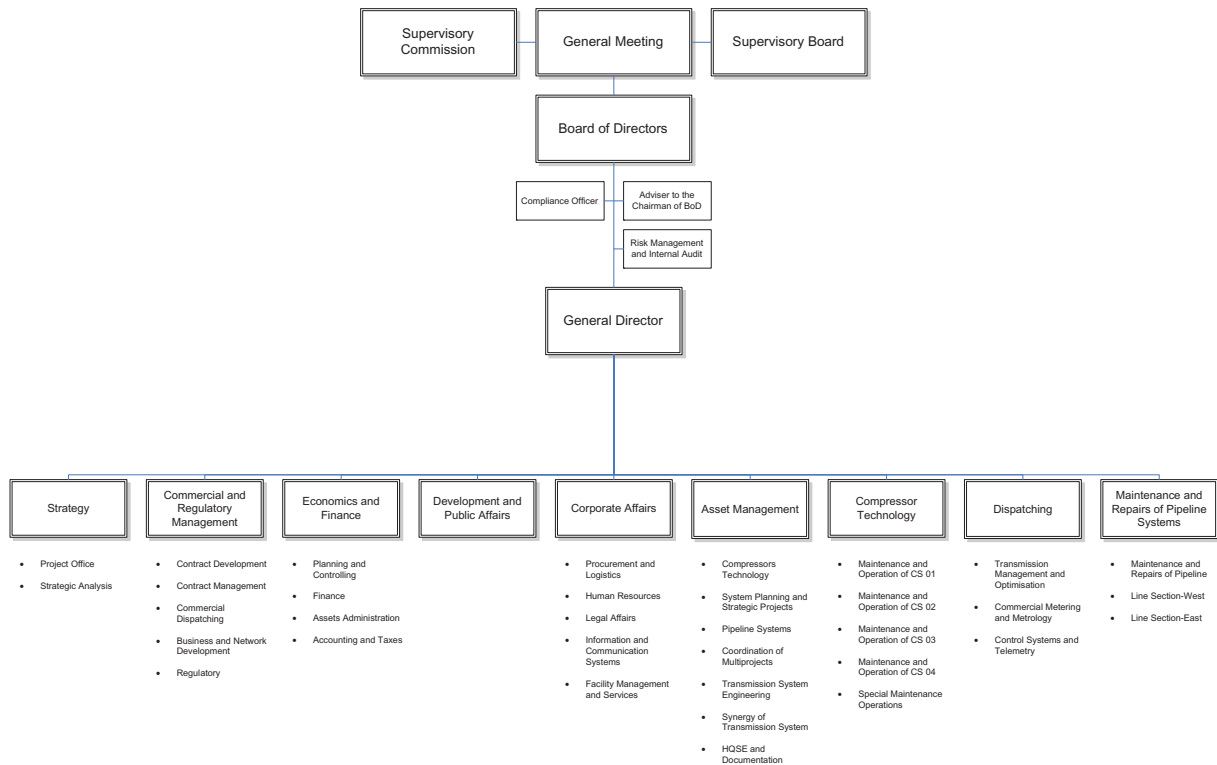 Supervisory
Commission
General Meeting
Supervisory Board
Board of Directors
Compliance Officer
Adviser to the
Chairman of BoD
Risk Management
and Internal Audit
General Director
Strategy
Commercial and
Regulatory
Management
Economics and
Finance
Development and
Public Affairs
Corporate Affairs
Asset Management
Compressor
Technology
Dispatching
Maintenance and
Repairs of Pipeline
Systems
• Project Office
• Strategic Analysis
• Contract Development
• Contract Management
• Commercial
Dispatching
• Business and Network
Development
• Regulatory
• Planning and
Controlling
• Finance
• Assets Administration
• Accounting and Taxes
• Procurement and
Logistics
• Human Resources
• Legal Affairs
• Information and
Communication
Systems
• Facility Management
and Services
• Compressors
Technology
• System Planning and
Strategic Projects
• Pipeline Systems
• Coordination of
Multiprojects
• Transmission System
Engineering
• Synergy of
Transmission System
• HQSE and
Documentation
• Maintenance and
Operation of CS 01
• Maintenance and
Operation of CS 02
• Maintenance and
Operation of CS 03
• Maintenance and
Operation of CS 04
• Special Maintenance
Operations
• Transmission
Management and
Optimisation
• Commercial Metering
and Metrology
• Control Systems and
Telemetry
• Maintenance and
Repairs of Pipeline
• Line Section-West
• Line Section-East